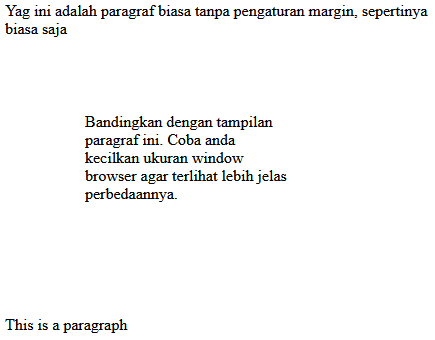 Yag ini adalah paragraf biasa tanpa pengaturan margin, sepertinya
biasa saja
Bandingkan dengan tampilan
paragraf ini. Coba anda
kecilkan ukuran window
browser agar terlihat lebih jelas
perbedaannya.
This is a paragraph